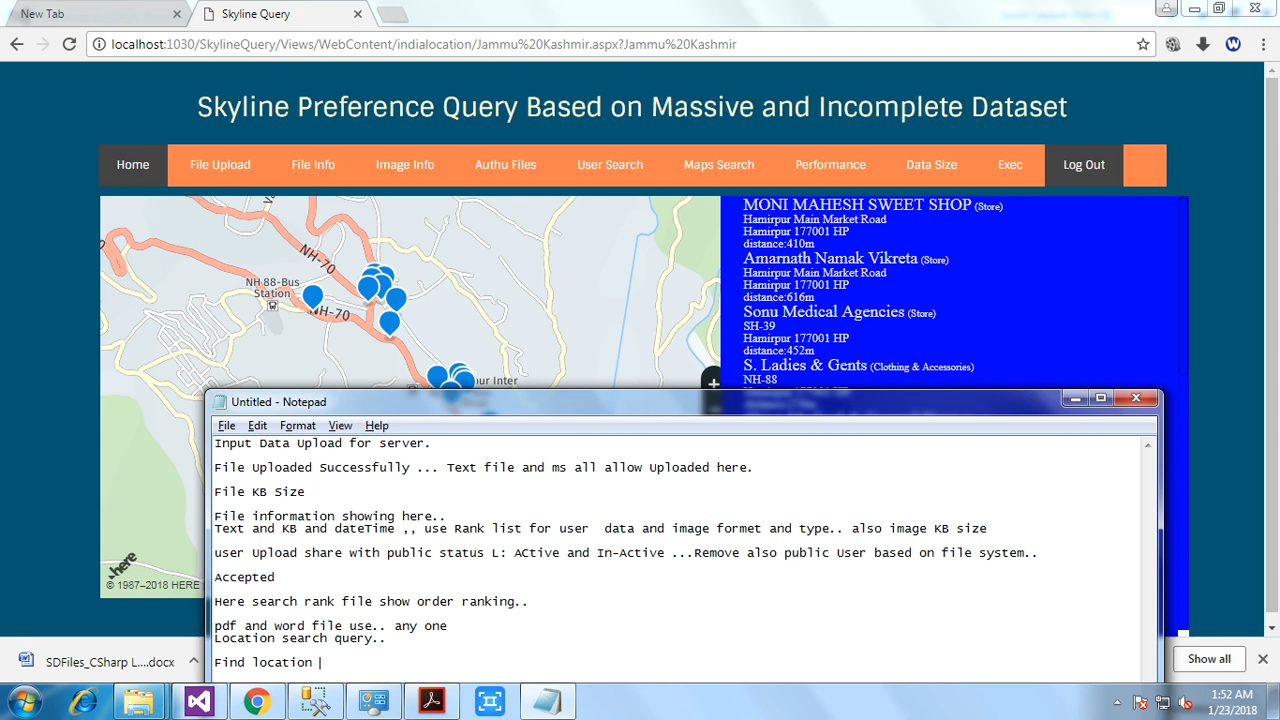 New Tab
Skyline Query
localhost:1030/SkylineQuery/Views/WebContent/indialocation/Jammu%20Kashmir.aspx?Jammu%20Kashmir
W
Skyline Preference Query Based on Massive and Incomplete Dataset
Home File Upload File Info Image Info Authu Files User Search Maps Search Performance Data Size Exec Log Out
NH-70
NH 88-Bus
Station
NH-70
NH-70
pur Inter
here
© 1987–2018 HERE
MONI MAHESH SWEET SHOP (Store)
Hamirpur Main Market Road
Hamirpur 177001 HP
distance:410m
Amarnath Namak Vikreta (Store)
Hamirpur Main Market Road
Hamirpur 177001 HP
distance:616m
Sonu Medical Agencies (Store)
SH-39
Hamirpur 177001 HP
distance:452m
S. Ladies & Gents (Clothing & Accessories)
NH-88
Untitled - Notepad
File Edit Format View Help
Input Data Upload for server.
File Uploaded Successfully ... Text file and ms all allow Uploaded here.
File KB Size
File information showing here..
Text and KB and dateTime ,, use Rank list for user  data and image formet and type.. also image KB size
user Upload share with public status L: ACtive and In-Active ...Remove also public User based on file system..
Accepted
Here search rank file show order ranking..
pdf and word file use.. any one
Location search query..
Find location
SDFiles_CSharp L....docx
Show all
1:52 AM
1/23/2018